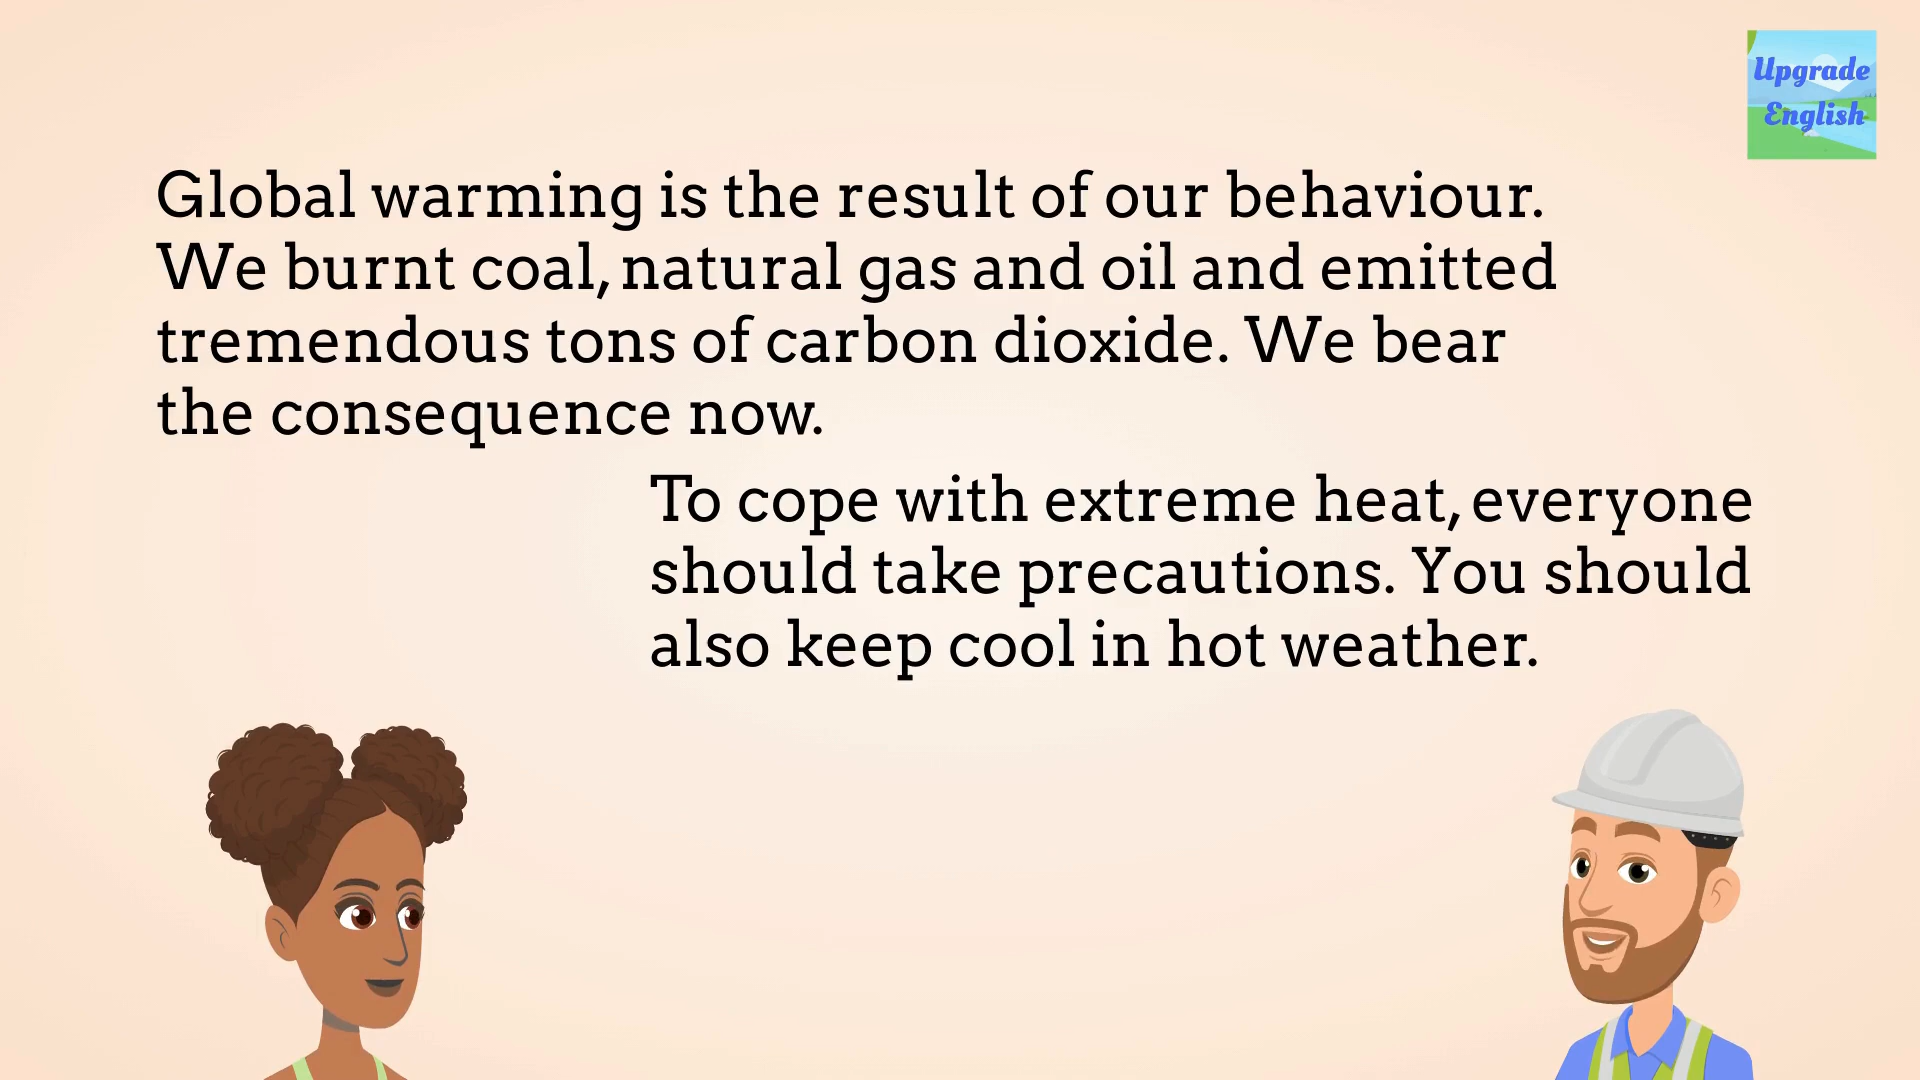 Upgrade
English
Global warming is the result of our behaviour.
We burnt coal, natural gas and oil and emitted
tremendous tons of carbon dioxide. We bear
the consequence now.
To cope with extreme heat, everyone
should take precautions. You should
also keep cool in hot weather.